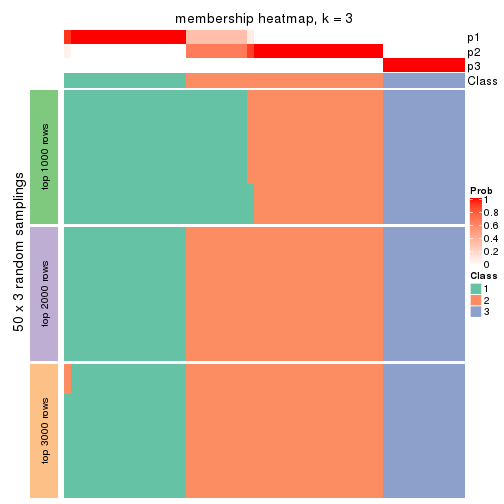 membership heatmap, k = 3
p1
p2
p3
Class
50 x 3 random samplings
top 1000 rows
top 2000 rows
top 3000 rows
Prob
1
0.8
0.6
0.4
0.2
0
Class
1
2
3